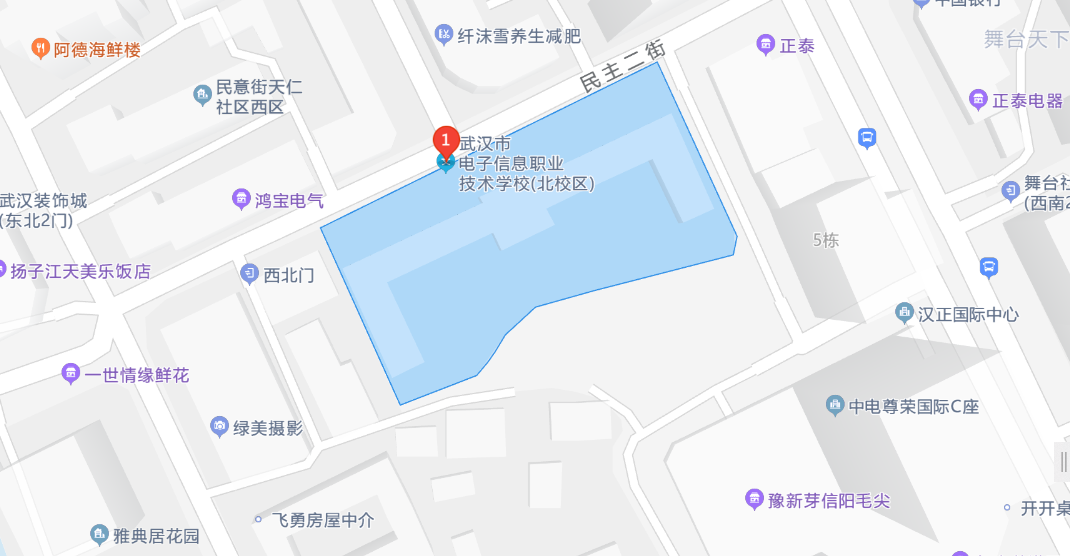 中国银行
纤沫雪养生减肥
舞台天下
正泰
阿德海鲜楼
民主二街
民意街天仁
社区西区
正泰电器
1
武汉市
电子信息职业
技术学校(北校区)
武汉装饰城
(东北2门)
鸿宝电气
舞台社
(西南2
5栋
扬子江天美乐饭店
西北门
汉正国际中心
一世情缘鲜花
中电尊荣国际C座
绿美摄影
豫新芽信阳毛尖
飞勇房屋中介
开开桌
雅典居花园